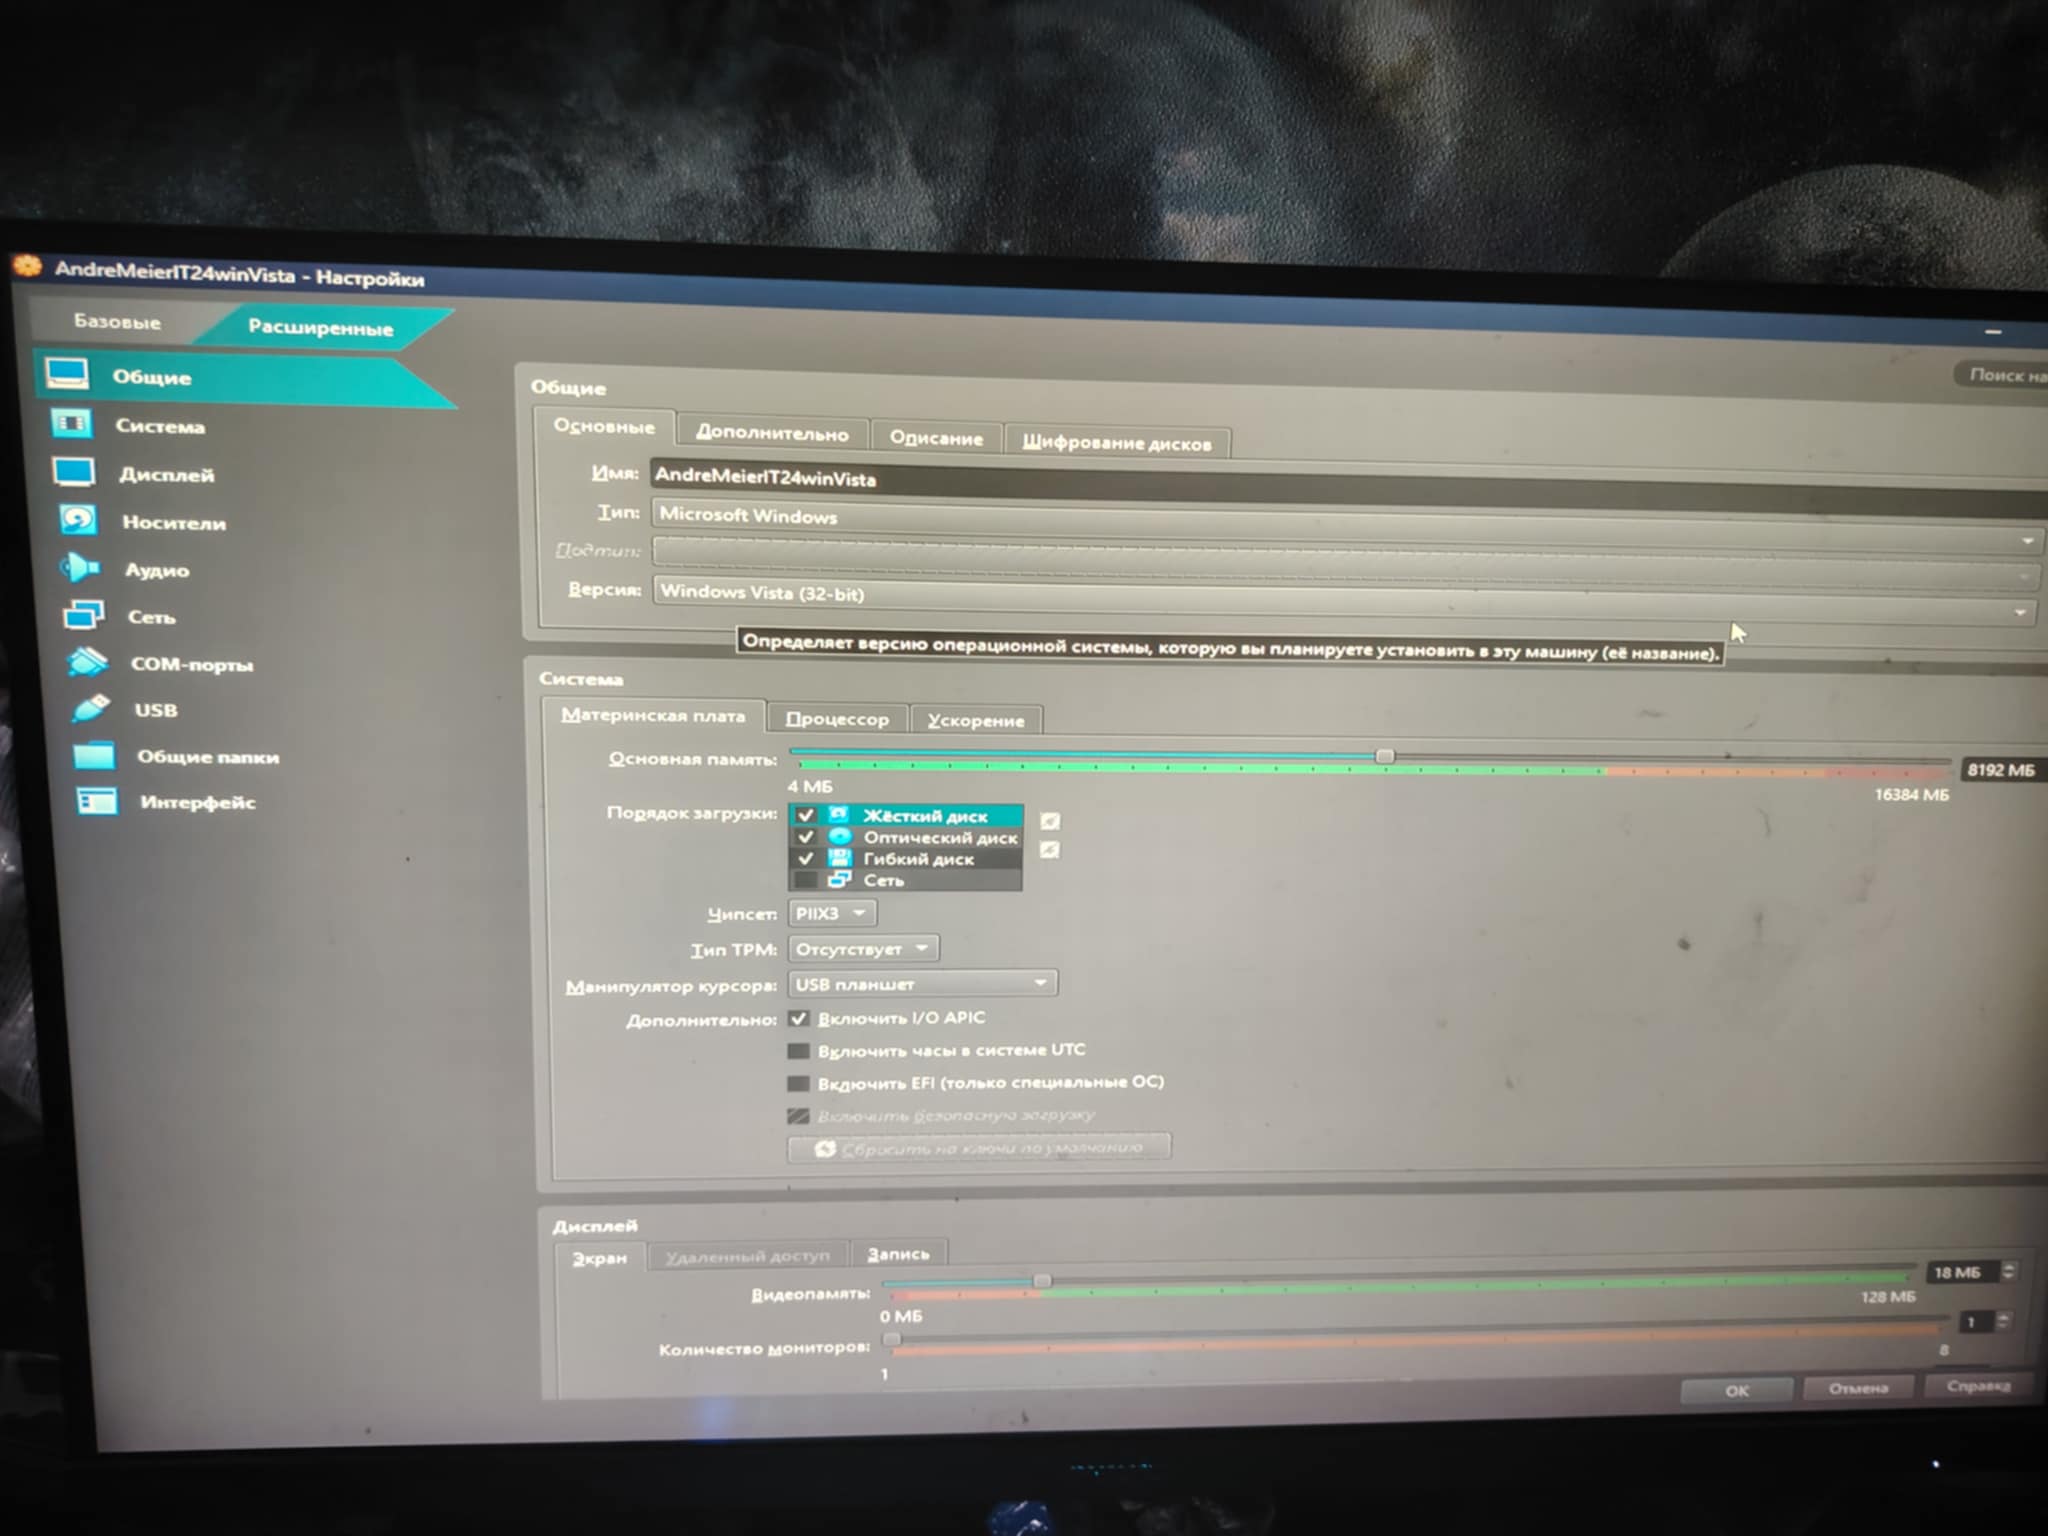 AndreMeierIT24winVista - Настройки
Базовые
Расширенные
Поиск на
Общие
Система
Дисплей
Носители
Аудио
Сеть
COM-порты
USB
Общие папки
Интерфейс
Общие
Основные
Дополнительно
Описание
Шифрование дисков
Имя: AndreMeierIT24winVista
Тип: Microsoft Windows
Подтип:
Версия: Windows Vista (32-bit)
Определяет версию операционной системы, которую вы планируете установить в эту машину (её название).
Система
Материнская плата
Процессор
Ускорение
Основная память:
8192 МБ
4 МБ
16384 МБ
Порядок загрузки:
Жёсткий диск
Оптический диск
Гибкий диск
Сеть
Чипсет: PIIX3
Тип TPM: Отсутствует
Манипулятор курсора: USB планшет
Дополнительно: Включить I/O APIC
Включить часы в системе UTC
Включить EFI (только специальные ОС)
Включить безопасную загрузку
Сбросить на ключи по умолчанию
Дисплей
Экран
Удаленный доступ
Запись
Видеопамять:
18 МБ
0 МБ
128 МБ
Количество мониторов:
1
1
8
OK
Отмена
Справка